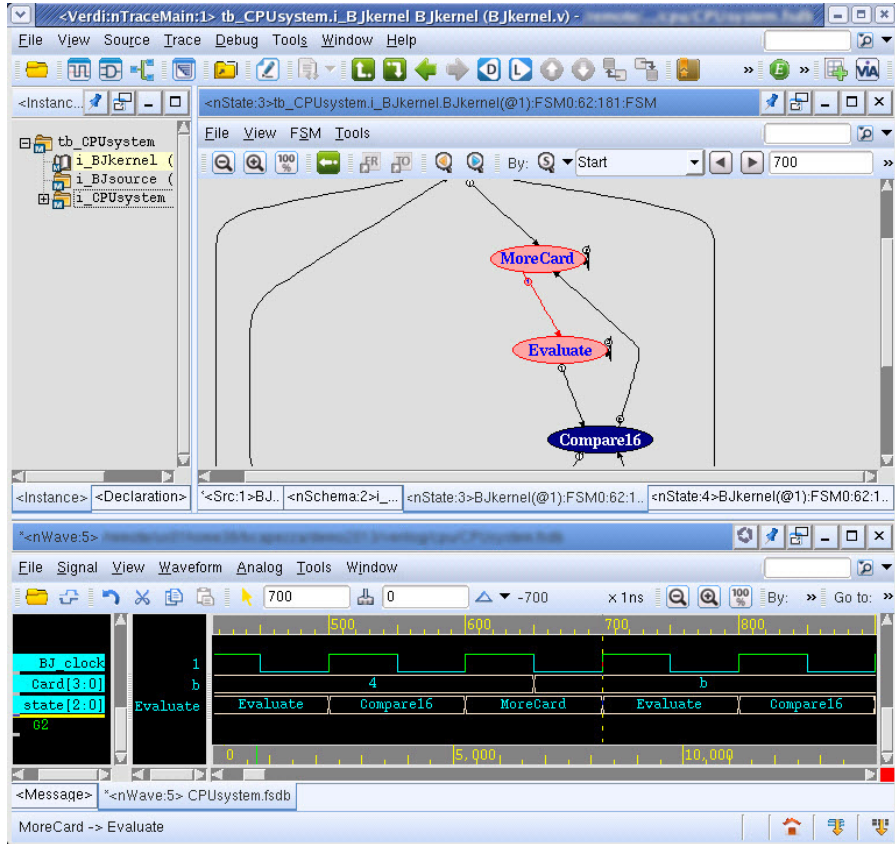 <Verdi:nTraceMain:1> tb_CPUsystem.i_BJkernel BJkernel (BJkernel.v) -
File View Source Trace Debug Tools Window Help
<Instanc...
<nState:3>tb_CPUsystem.i_BJkernel.BJkernel(@1):FSM0:62:181:FSM
tb_CPUsystem
i_BJkernel (
i_BJsource (
i_CPUsystem
File View FSM Tools
100 %
By: Start 700 »
MoreCard
Evaluate
Compare16
<Instance> <Declaration>
*<Src:1>BJ.. <nSchema:2>i_... <nState:3>BJkernel(@1):FSM0:62:1.. <nState:4>BJkernel(@1):FSM0:62:1..
*<nWave:5>
File Signal View Waveform Analog Tools Window
700 0 -700 x 1ns 100 % By: » Go to: »
500 600 700 800
BJ_clock 1
Card[3:0] b 4 b
state[2:0] Evaluate Evaluate Compare16 MoreCard Evaluate Compare16
G2
0 5,000 10,000
<Message> *<nWave:5> CPUsystem.fsdb
MoreCard -> Evaluate